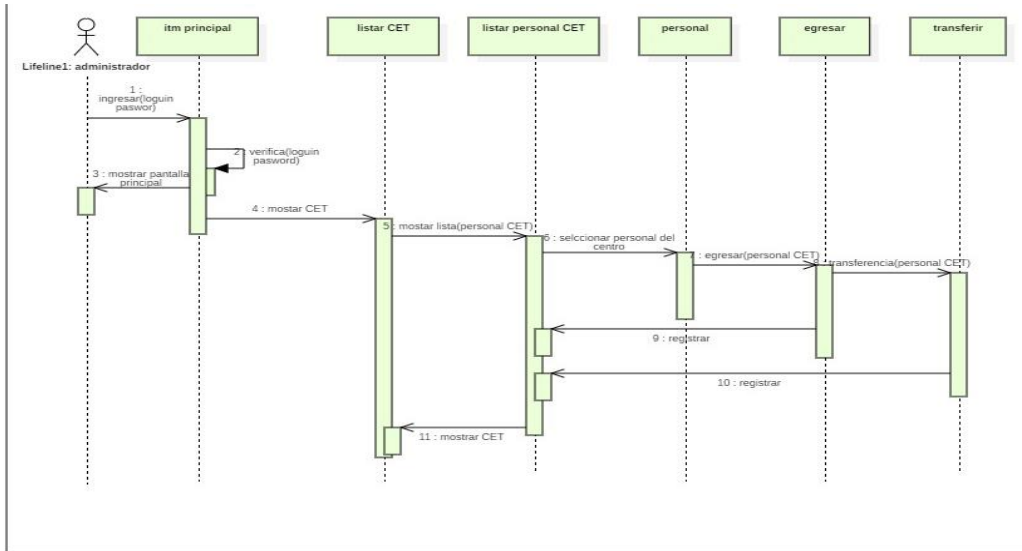 itm principal
listar CET
listar personal CET
personal
egresar
transferir
Lifeline1: administrador
1 :
ingresar(loguin
paswor)
2 : verifica(loguin
pasword)
3 : mostrar pantalla
principal
4 : mostar CET
5 : mostar lista(personal CET)
6 : selccionar personal del
centro
7 : egresar(personal CET)
8 : transferencia(personal CET)
9 : registrar
10 : registrar
11 : mostrar CET